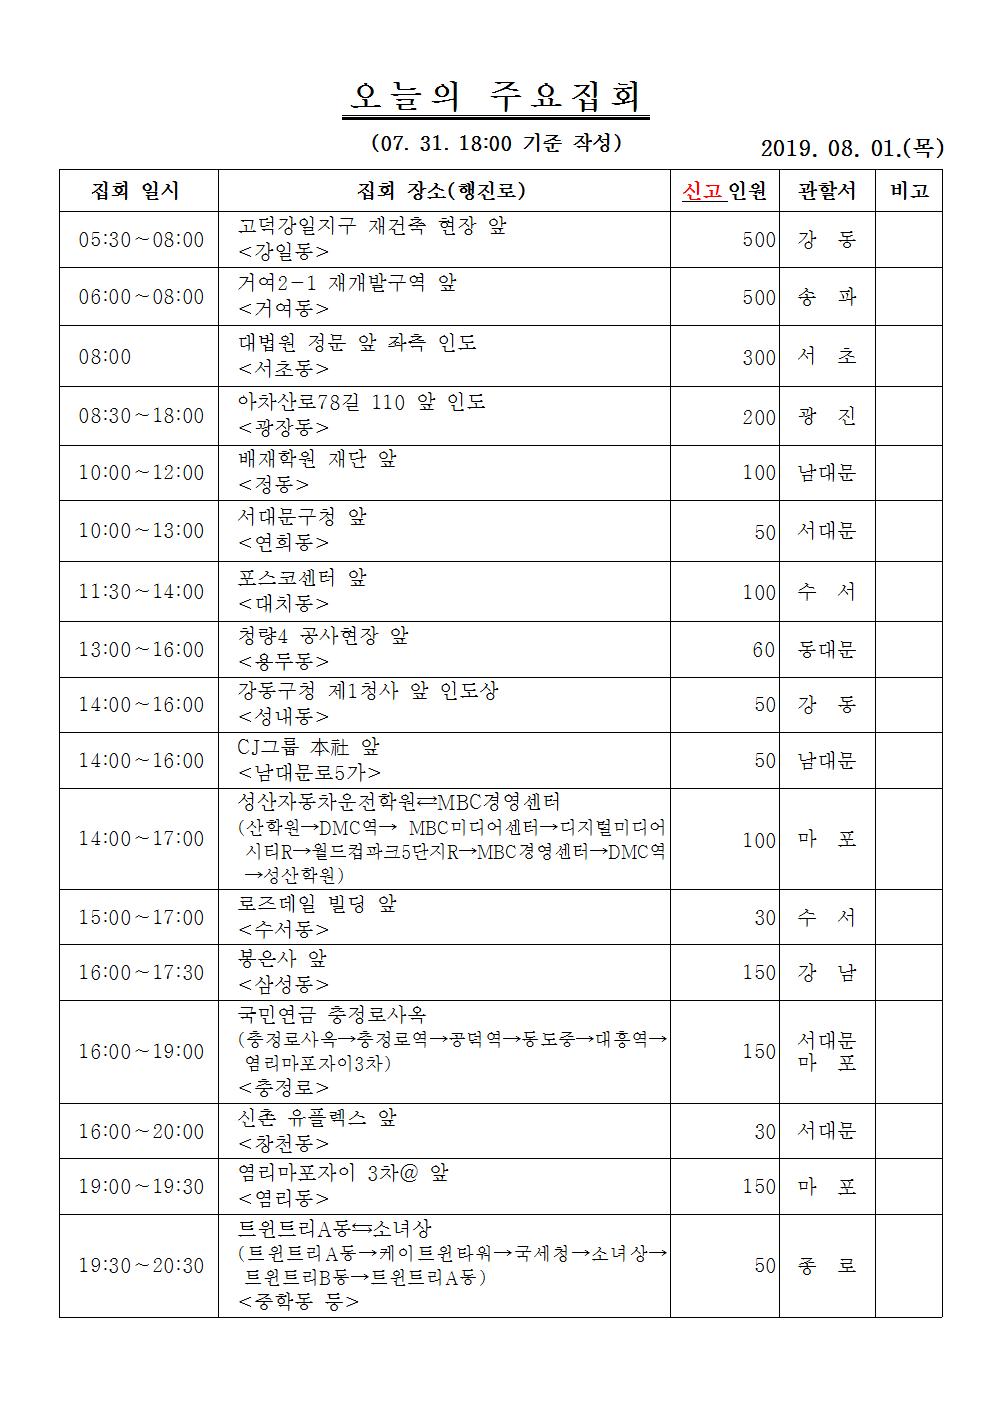 오늘의 주요집회
(07. 31. 18:00 기준 작성)
2019. 08. 01.(목)
집회 일시 집회 장소(행진로) 신고인원 관할서 비고
05:30~08:00 고덕강일지구 재건축 현장 앞 <강일동> 500 강 동
06:00~08:00 거여2-1 재개발구역 앞 <거여동> 500 송 파
08:00 대법원 정문 앞 좌측 인도 <서초동> 300 서 초
08:30~18:00 아차산로78길 110 앞 인도 <광장동> 200 광 진
10:00~12:00 배재학원 재단 앞 <정동> 100 남대문
10:00~13:00 서대문구청 앞 <연희동> 50 서대문
11:30~14:00 포스코센터 앞 <대치동> 100 수 서
13:00~16:00 청량4 공사현장 앞 <용두동> 60 동대문
14:00~16:00 강동구청 제1청사 앞 인도상 <성내동> 50 강 동
14:00~16:00 CJ그룹 本社 앞 <남대문로5가> 50 남대문
14:00~17:00 성산자동차운전학원⇄MBC경영센터
(산학원→DMC역→ MBC미디어센터→디지털미디어
시티R→월드컵파크5단지R→MBC경영센터→DMC역
→성산학원) 100 마 포
15:00~17:00 로즈데일 빌딩 앞 <수서동> 30 수 서
16:00~17:30 봉은사 앞 <삼성동> 150 강 남
16:00~19:00 국민연금 충정로사옥
(충정로사옥→충정로역→공덕역→동도중→대흥역→
염리마포자이3차)
<충정로> 150 서대문 마 포
16:00~20:00 신촌 유플렉스 앞 <창천동> 30 서대문
19:00~19:30 염리마포자이 3차@ 앞 <염리동> 150 마 포
19:30~20:30 트윈트리A동⇆소녀상
(트윈트리A동→케이트윈타워→국세청→소녀상→
트윈트리B동→트윈트리A동)
<중학동 등> 50 종 로